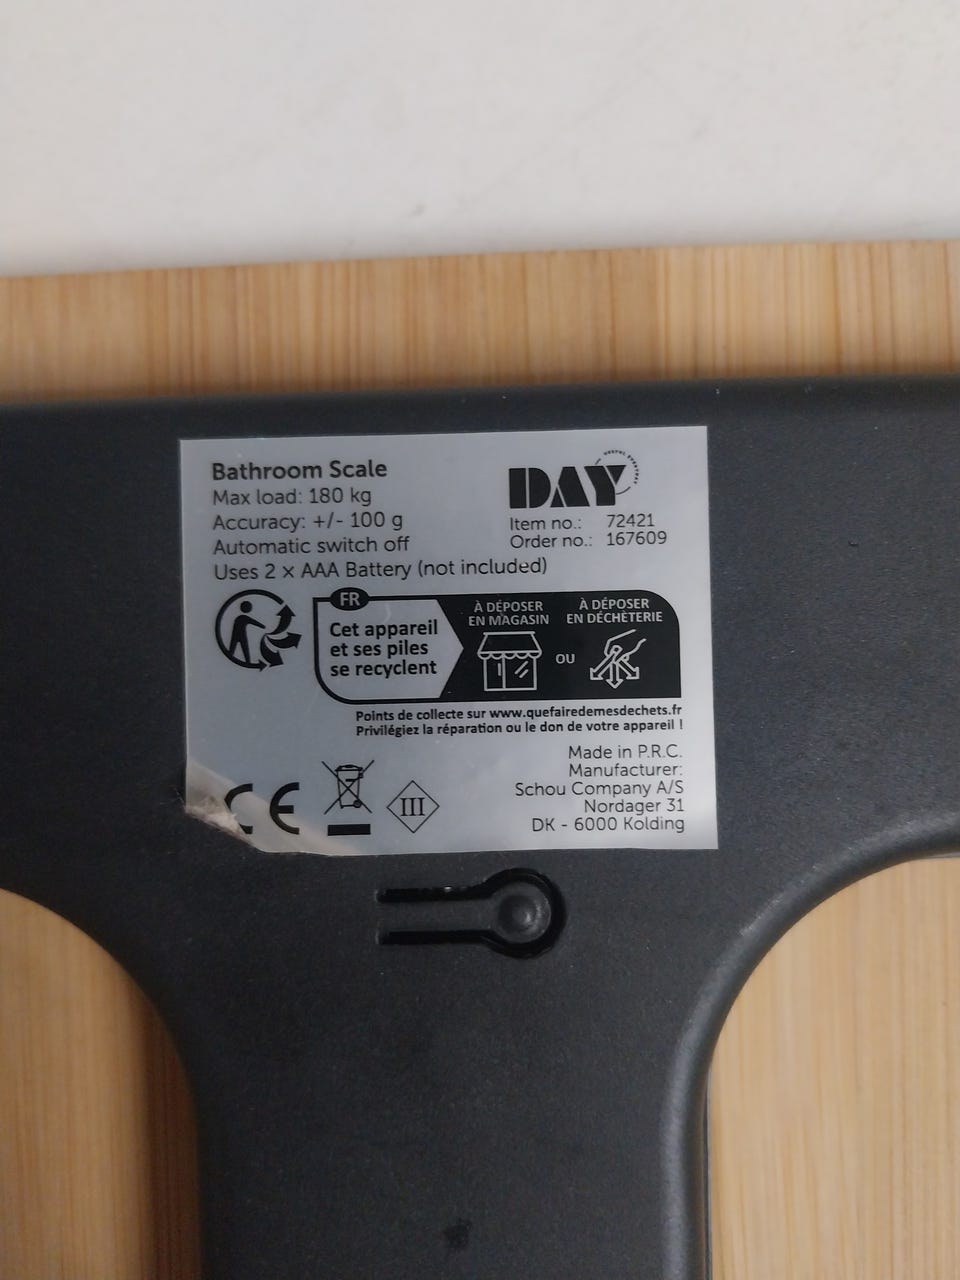 Bathroom Scale
Max load: 180 kg
Accuracy: +/- 100 g
Automatic switch off
Uses 2 x AAA Battery (not included)
DAY
USEFUL EVERYDAY
Item no.: 72421
Order no.: 167609
FR
Cet appareil
et ses piles
se recyclent
À DÉPOSER
EN MAGASIN
OU
À DÉPOSER
EN DÉCHÈTERIE
Points de collecte sur www.quefairedemesdechets.fr
Privilégiez la réparation ou le don de votre appareil !
CE
III
Made in P.R.C.
Manufacturer:
Schou Company A/S
Nordager 31
DK - 6000 Kolding